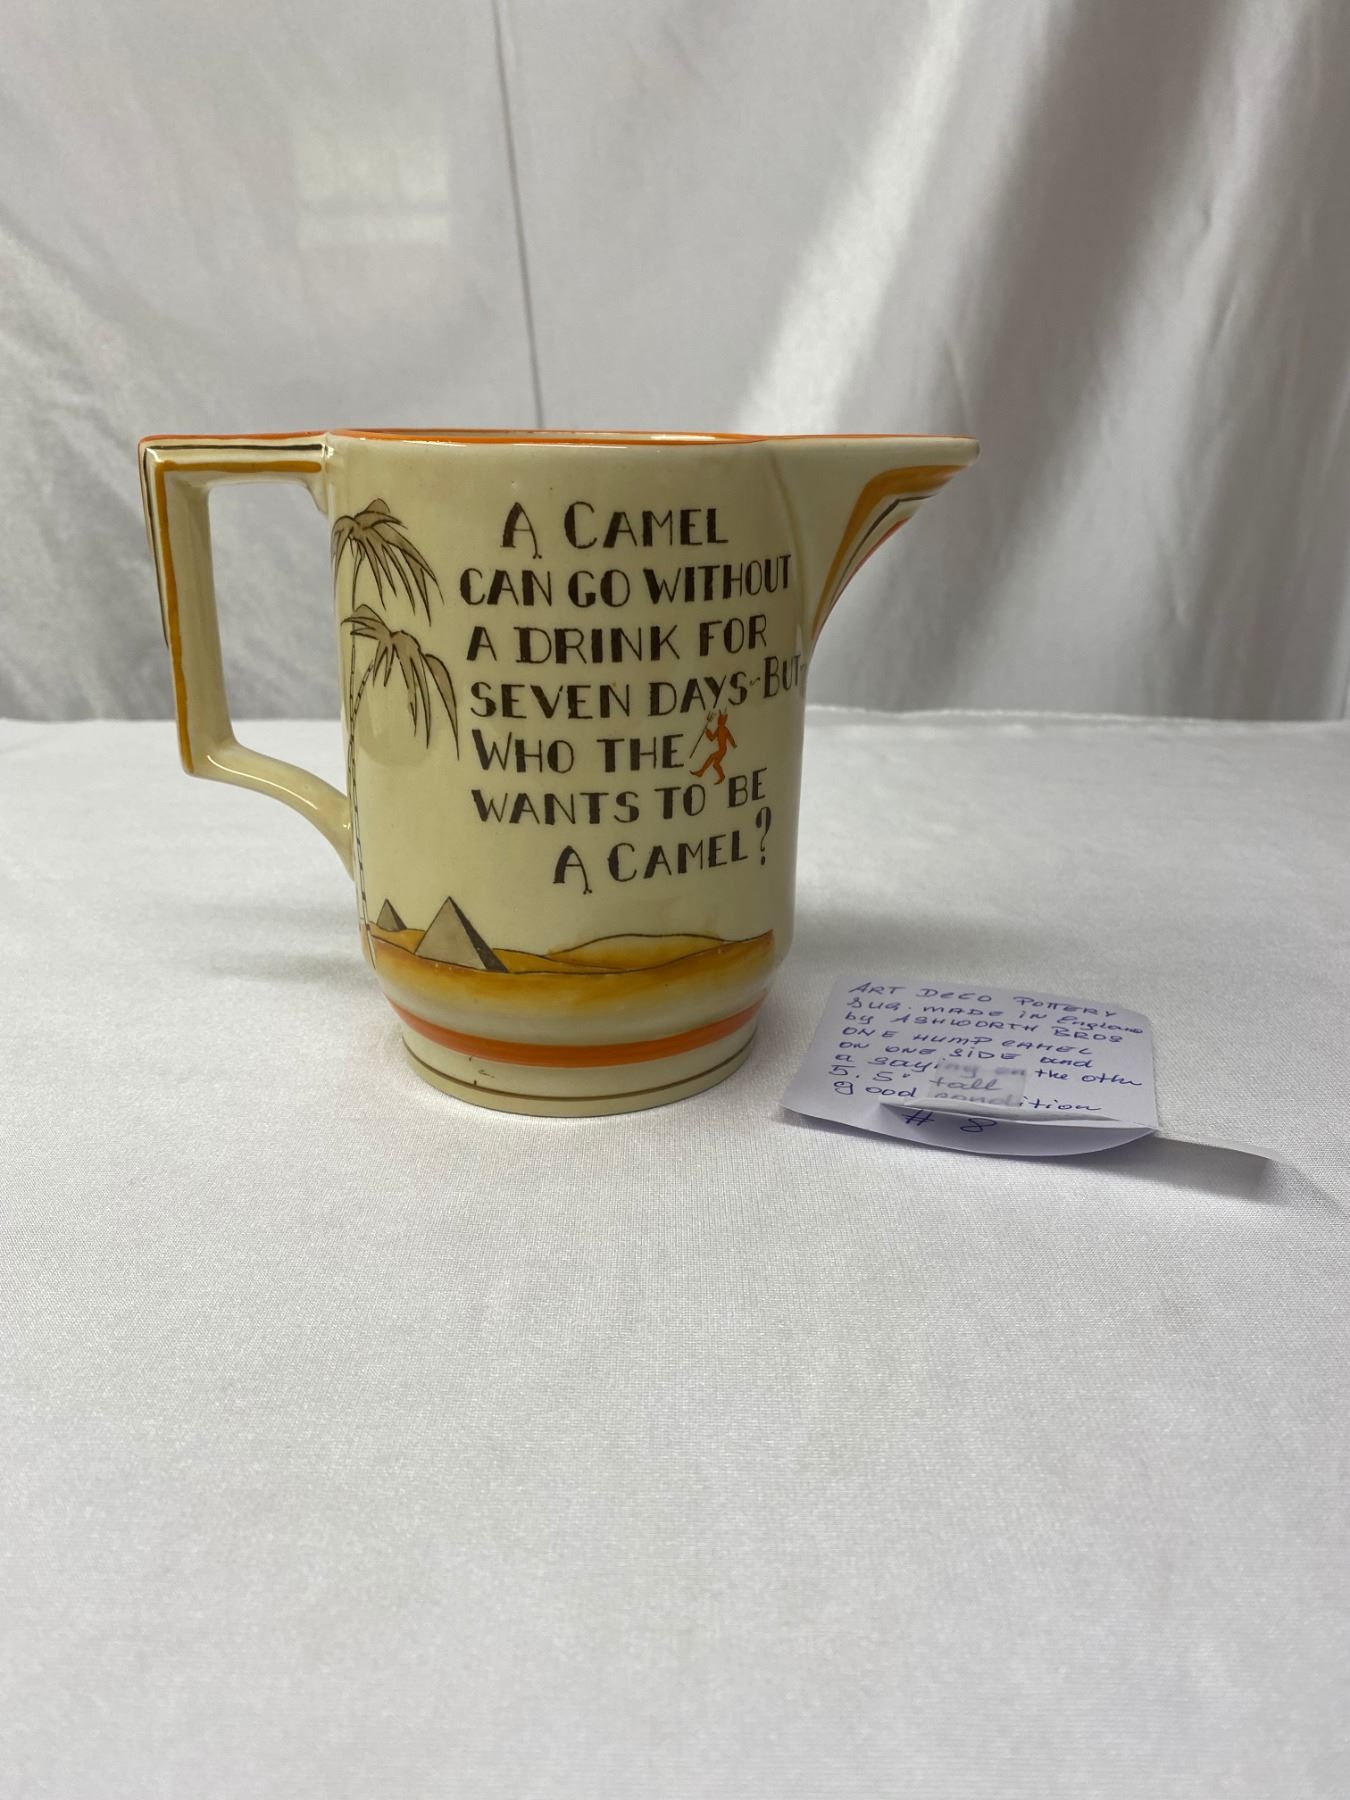 A CAMEL
CAN GO WITHOUT
A DRINK FOR
SEVEN DAYS-BUT-
WHO THE
WANTS TO BE
A CAMEL?
ART DECO POTTERY
JUG. MADE IN England
by ASHWORTH BROS
ONE HUMP CAMEL
ON ONE SIDE and
a saying on the other
5.5" tall
good condition
# 8